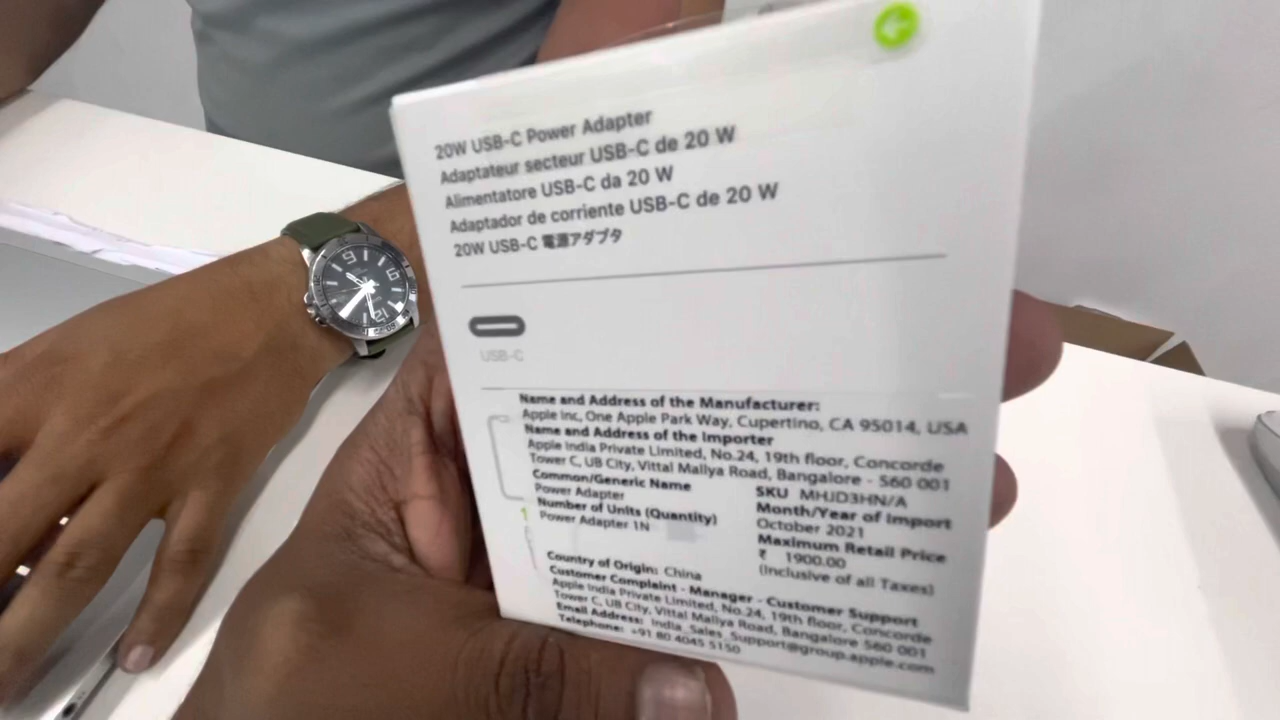 20W USB-C Power Adapter
Adaptateur secteur USB-C de 20 W
Alimentatore USB-C da 20 W
Adaptador de corriente USB-C de 20 W
20W USB-C 電源アダプタ
USB-C
Name and Address of the Manufacturer:
Apple Inc, One Apple Park Way, Cupertino, CA 95014, USA
Name and Address of the Importer
Apple India Private Limited, No.24, 19th floor, Concorde
Tower C, UB City, Vittal Mallya Road, Bangalore - 560 001
Common/Generic Name
Power Adapter
Number of Units (Quantity)
Power Adapter 1N
SKU MHJD3HN/A
Month/Year of Import
October 2021
Maximum Retail Price
₹ 1900.00
(Inclusive of all Taxes)
Country of Origin: China
Customer Complaint - Manager - Customer Support
Apple India Private Limited, No.24, 19th floor, Concorde
Tower C, UB City, Vittal Mallya Road, Bangalore 560 001
Email Address: India_Sales_Support@group.apple.com
Telephone: +91 80 4045 5150
9
6
12